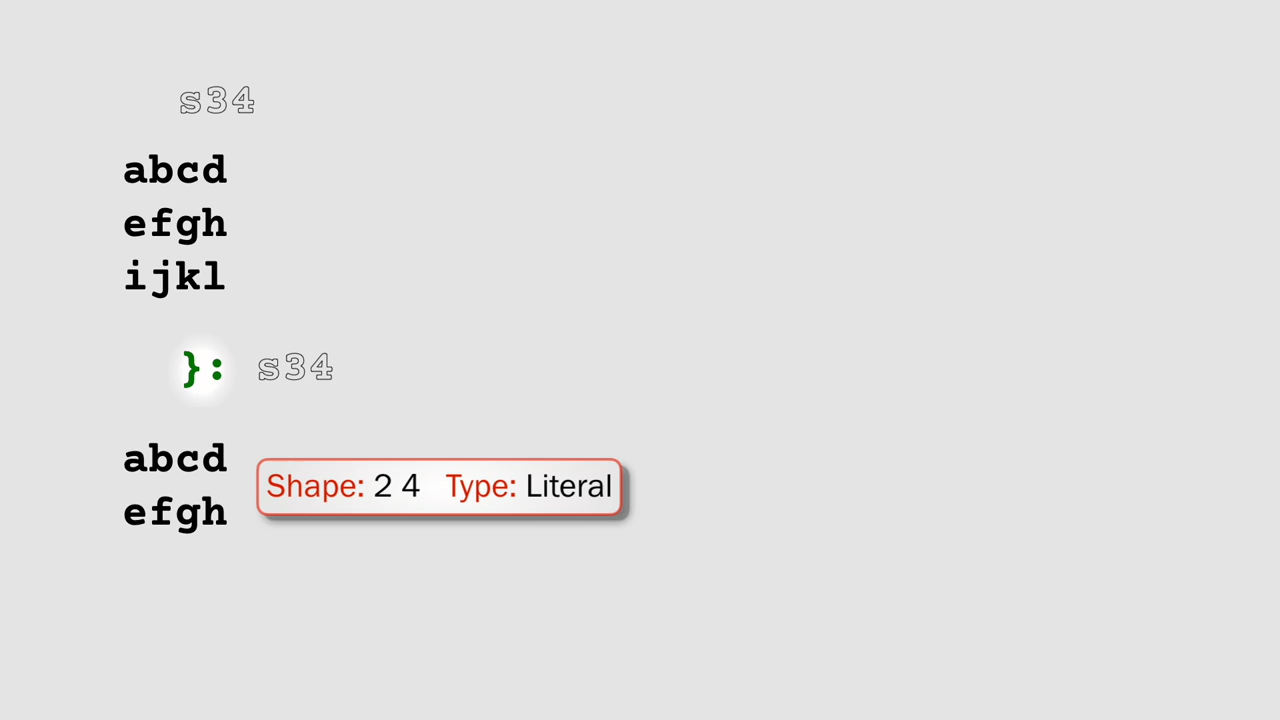 s34
abcd
efgh
ijkl
}: s34
abcd
efgh
Shape: 2 4 Type: Literal